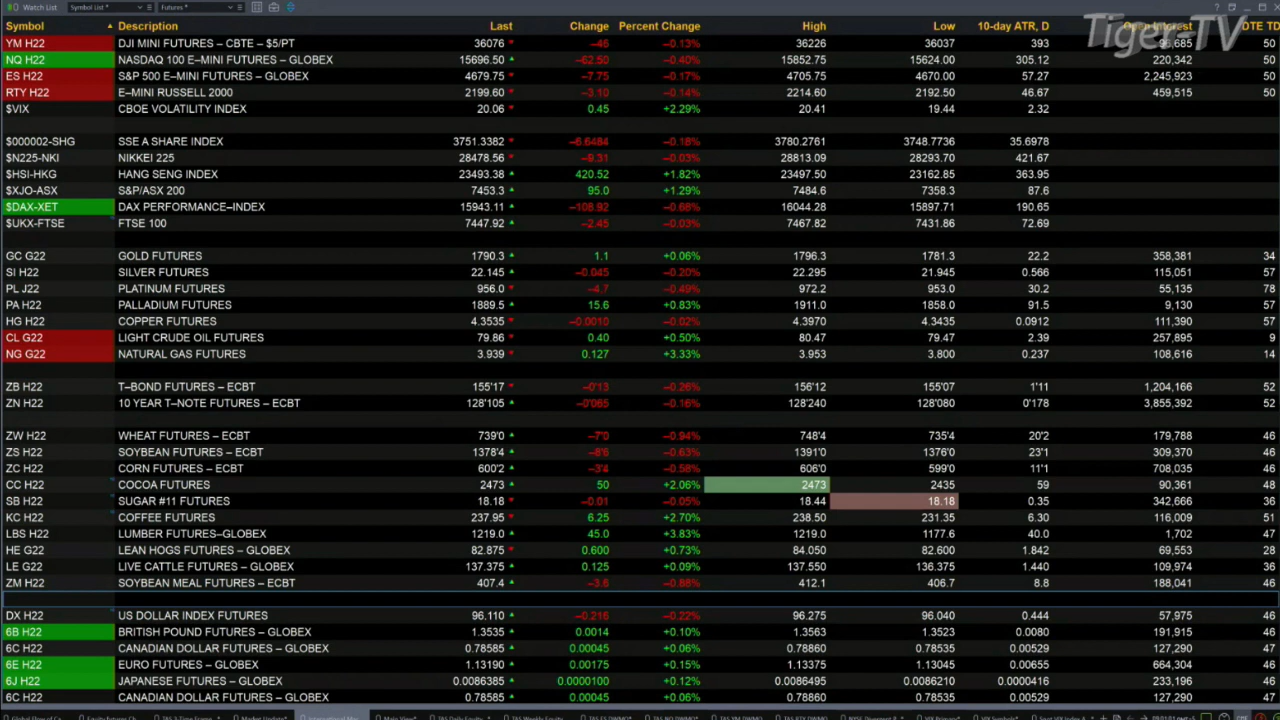 Watch List Symbol List * Futures *
Symbol Description Last Change Percent Change High Low 10-day ATR, D Open Interest DTE TD
Tiger-TV
YM H22 DJI MINI FUTURES – CBTE – $5/PT 36076 –46 –0.13% 36226 36037 393 96,685 50
NQ H22 NASDAQ 100 E–MINI FUTURES – GLOBEX 15696.50 –62.50 –0.40% 15852.75 15624.00 305.12 220,342 50
ES H22 S&P 500 E–MINI FUTURES – GLOBEX 4679.75 –7.75 –0.17% 4705.75 4670.00 57.27 2,245,923 50
RTY H22 E–MINI RUSSELL 2000 2199.60 –3.10 –0.14% 2214.60 2192.50 46.67 459,515 50
$VIX CBOE VOLATILITY INDEX 20.06 0.45 +2.29% 20.41 19.44 2.32
$000002-SHG SSE A SHARE INDEX 3751.3382 –6.6484 –0.18% 3780.2761 3748.7736 35.6978
$N225-NKI NIKKEI 225 28478.56 –9.31 –0.03% 28813.09 28293.70 421.67
$HSI-HKG HANG SENG INDEX 23493.38 420.52 +1.82% 23497.50 23162.85 363.95
$XJO-ASX S&P/ASX 200 7453.3 95.0 +1.29% 7484.6 7358.3 87.6
$DAX-XET DAX PERFORMANCE–INDEX 15943.11 –108.92 –0.68% 16044.28 15897.71 190.65
$UKX-FTSE FTSE 100 7447.92 –2.45 –0.03% 7467.82 7431.86 72.69
GC G22 GOLD FUTURES 1790.3 1.1 +0.06% 1796.3 1781.3 22.2 358,381 34
SI H22 SILVER FUTURES 22.145 –0.045 –0.20% 22.295 21.945 0.566 115,051 57
PL J22 PLATINUM FUTURES 956.0 –4.7 –0.49% 972.2 953.0 30.2 55,135 78
PA H22 PALLADIUM FUTURES 1889.5 15.6 +0.83% 1911.0 1858.0 91.5 9,130 57
HG H22 COPPER FUTURES 4.3535 –0.0010 –0.02% 4.3970 4.3435 0.0912 111,390 57
CL G22 LIGHT CRUDE OIL FUTURES 79.86 0.40 +0.50% 80.47 79.47 2.39 257,895 9
NG G22 NATURAL GAS FUTURES 3.939 0.127 +3.33% 3.953 3.800 0.237 108,616 14
ZB H22 T–BOND FUTURES – ECBT 155'17 –0'13 –0.26% 156'12 155'07 1'11 1,204,166 52
ZN H22 10 YEAR T–NOTE FUTURES – ECBT 128'105 –0'065 –0.16% 128'240 128'080 0'178 3,855,392 52
ZW H22 WHEAT FUTURES – ECBT 739'0 –7'0 –0.94% 748'4 735'4 20'2 179,788 46
ZS H22 SOYBEAN FUTURES – ECBT 1378'4 –8'6 –0.63% 1391'0 1376'0 23'1 309,370 46
ZC H22 CORN FUTURES – ECBT 600'2 –3'4 –0.58% 606'0 599'0 11'1 708,035 46
CC H22 COCOA FUTURES 2473 50 +2.06% 2473 2435 59 90,361 48
SB H22 SUGAR #11 FUTURES 18.18 –0.01 –0.05% 18.44 18.18 0.35 342,666 36
KC H22 COFFEE FUTURES 237.95 6.25 +2.70% 238.50 231.35 6.30 116,009 51
LBS H22 LUMBER FUTURES–GLOBEX 1219.0 45.0 +3.83% 1219.0 1177.6 40.0 1,702 47
HE G22 LEAN HOGS FUTURES – GLOBEX 82.875 0.600 +0.73% 84.050 82.600 1.842 69,553 28
LE G22 LIVE CATTLE FUTURES – GLOBEX 137.375 0.125 +0.09% 137.550 136.375 1.440 109,974 36
ZM H22 SOYBEAN MEAL FUTURES – ECBT 407.4 –3.6 –0.88% 412.1 406.7 8.8 188,041 46
DX H22 US DOLLAR INDEX FUTURES 96.110 –0.216 –0.22% 96.275 96.040 0.444 57,975 46
6B H22 BRITISH POUND FUTURES – GLOBEX 1.3535 0.0014 +0.10% 1.3563 1.3523 0.0080 191,915 46
6C H22 CANADIAN DOLLAR FUTURES – GLOBEX 0.78585 0.00045 +0.06% 0.78860 0.78535 0.00529 127,290 47
6E H22 EURO FUTURES – GLOBEX 1.13190 0.00175 +0.15% 1.13375 1.13045 0.00655 664,304 46
6J H22 JAPANESE FUTURES – GLOBEX 0.0086385 0.0000100 +0.12% 0.0086495 0.0086210 0.0000416 233,196 46
6C H22 CANADIAN DOLLAR FUTURES – GLOBEX 0.78585 0.00045 +0.06% 0.78860 0.78535 0.00529 127,290 47